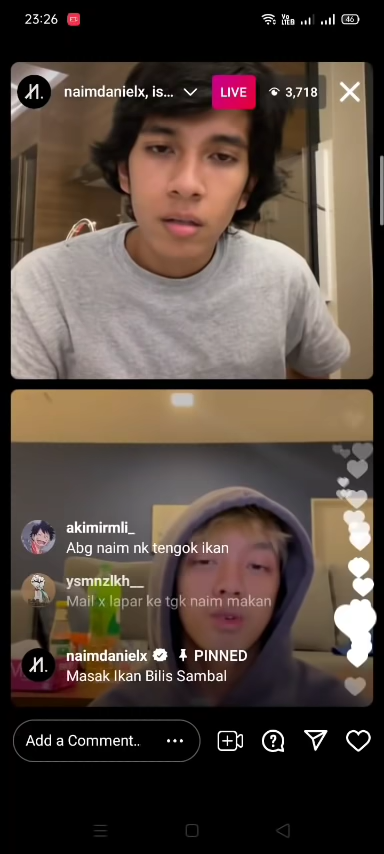 23:26
46
naimdanielx, is...
LIVE
3,718
akimirmli_
Abg naim nk tengok ikan
ysmnzlkh__
Mail x lapar ke tgk naim makan
naimdanielx PINNED
Masak Ikan Bilis Sambal
Add a Comment..